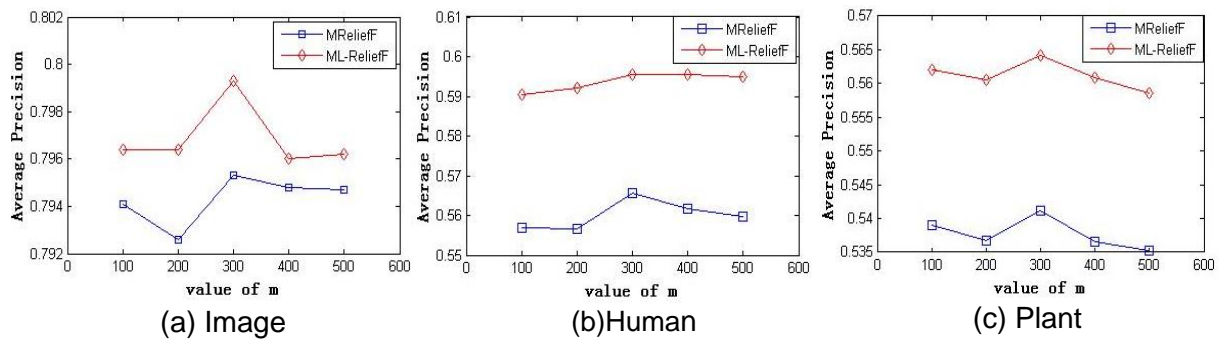 0.802
0.8
0.798
0.796
0.794
0.792
0
100
200
300
400
500
600
Average Precision
value of m
MReliefF
ML-ReliefF
(a) Image
0.61
0.6
0.59
0.58
0.57
0.56
0.55
0
100
200
300
400
500
600
Average Precision
value of m
MReliefF
ML-ReliefF
(b)Human
0.57
0.565
0.56
0.555
0.55
0.545
0.54
0.535
0
100
200
300
400
500
600
Average Precision
value of m
MReliefF
ML-ReliefF
(c) Plant